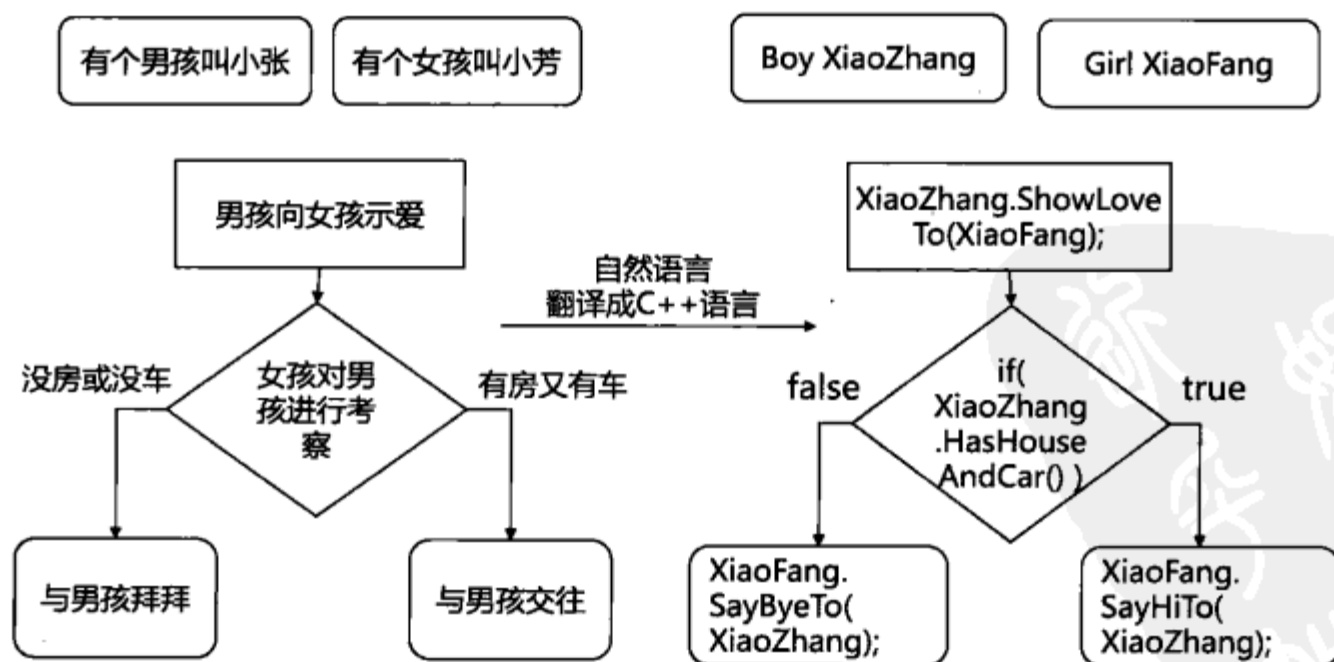 有个男孩叫小张
有个女孩叫小芳
Boy XiaoZhang
Girl XiaoFang
男孩向女孩示爱
自然语言
翻译成C++语言
XiaoZhang.ShowLove
To(XiaoFang);
没房或没车
女孩对男
孩进行考
察
有房又有车
false
if(
XiaoZhang
.HasHouse
AndCar() )
true
与男孩拜拜
与男孩交往
XiaoFang.
SayByeTo(
XiaoZhang);
XiaoFang.
SayHiTo(
XiaoZhang);